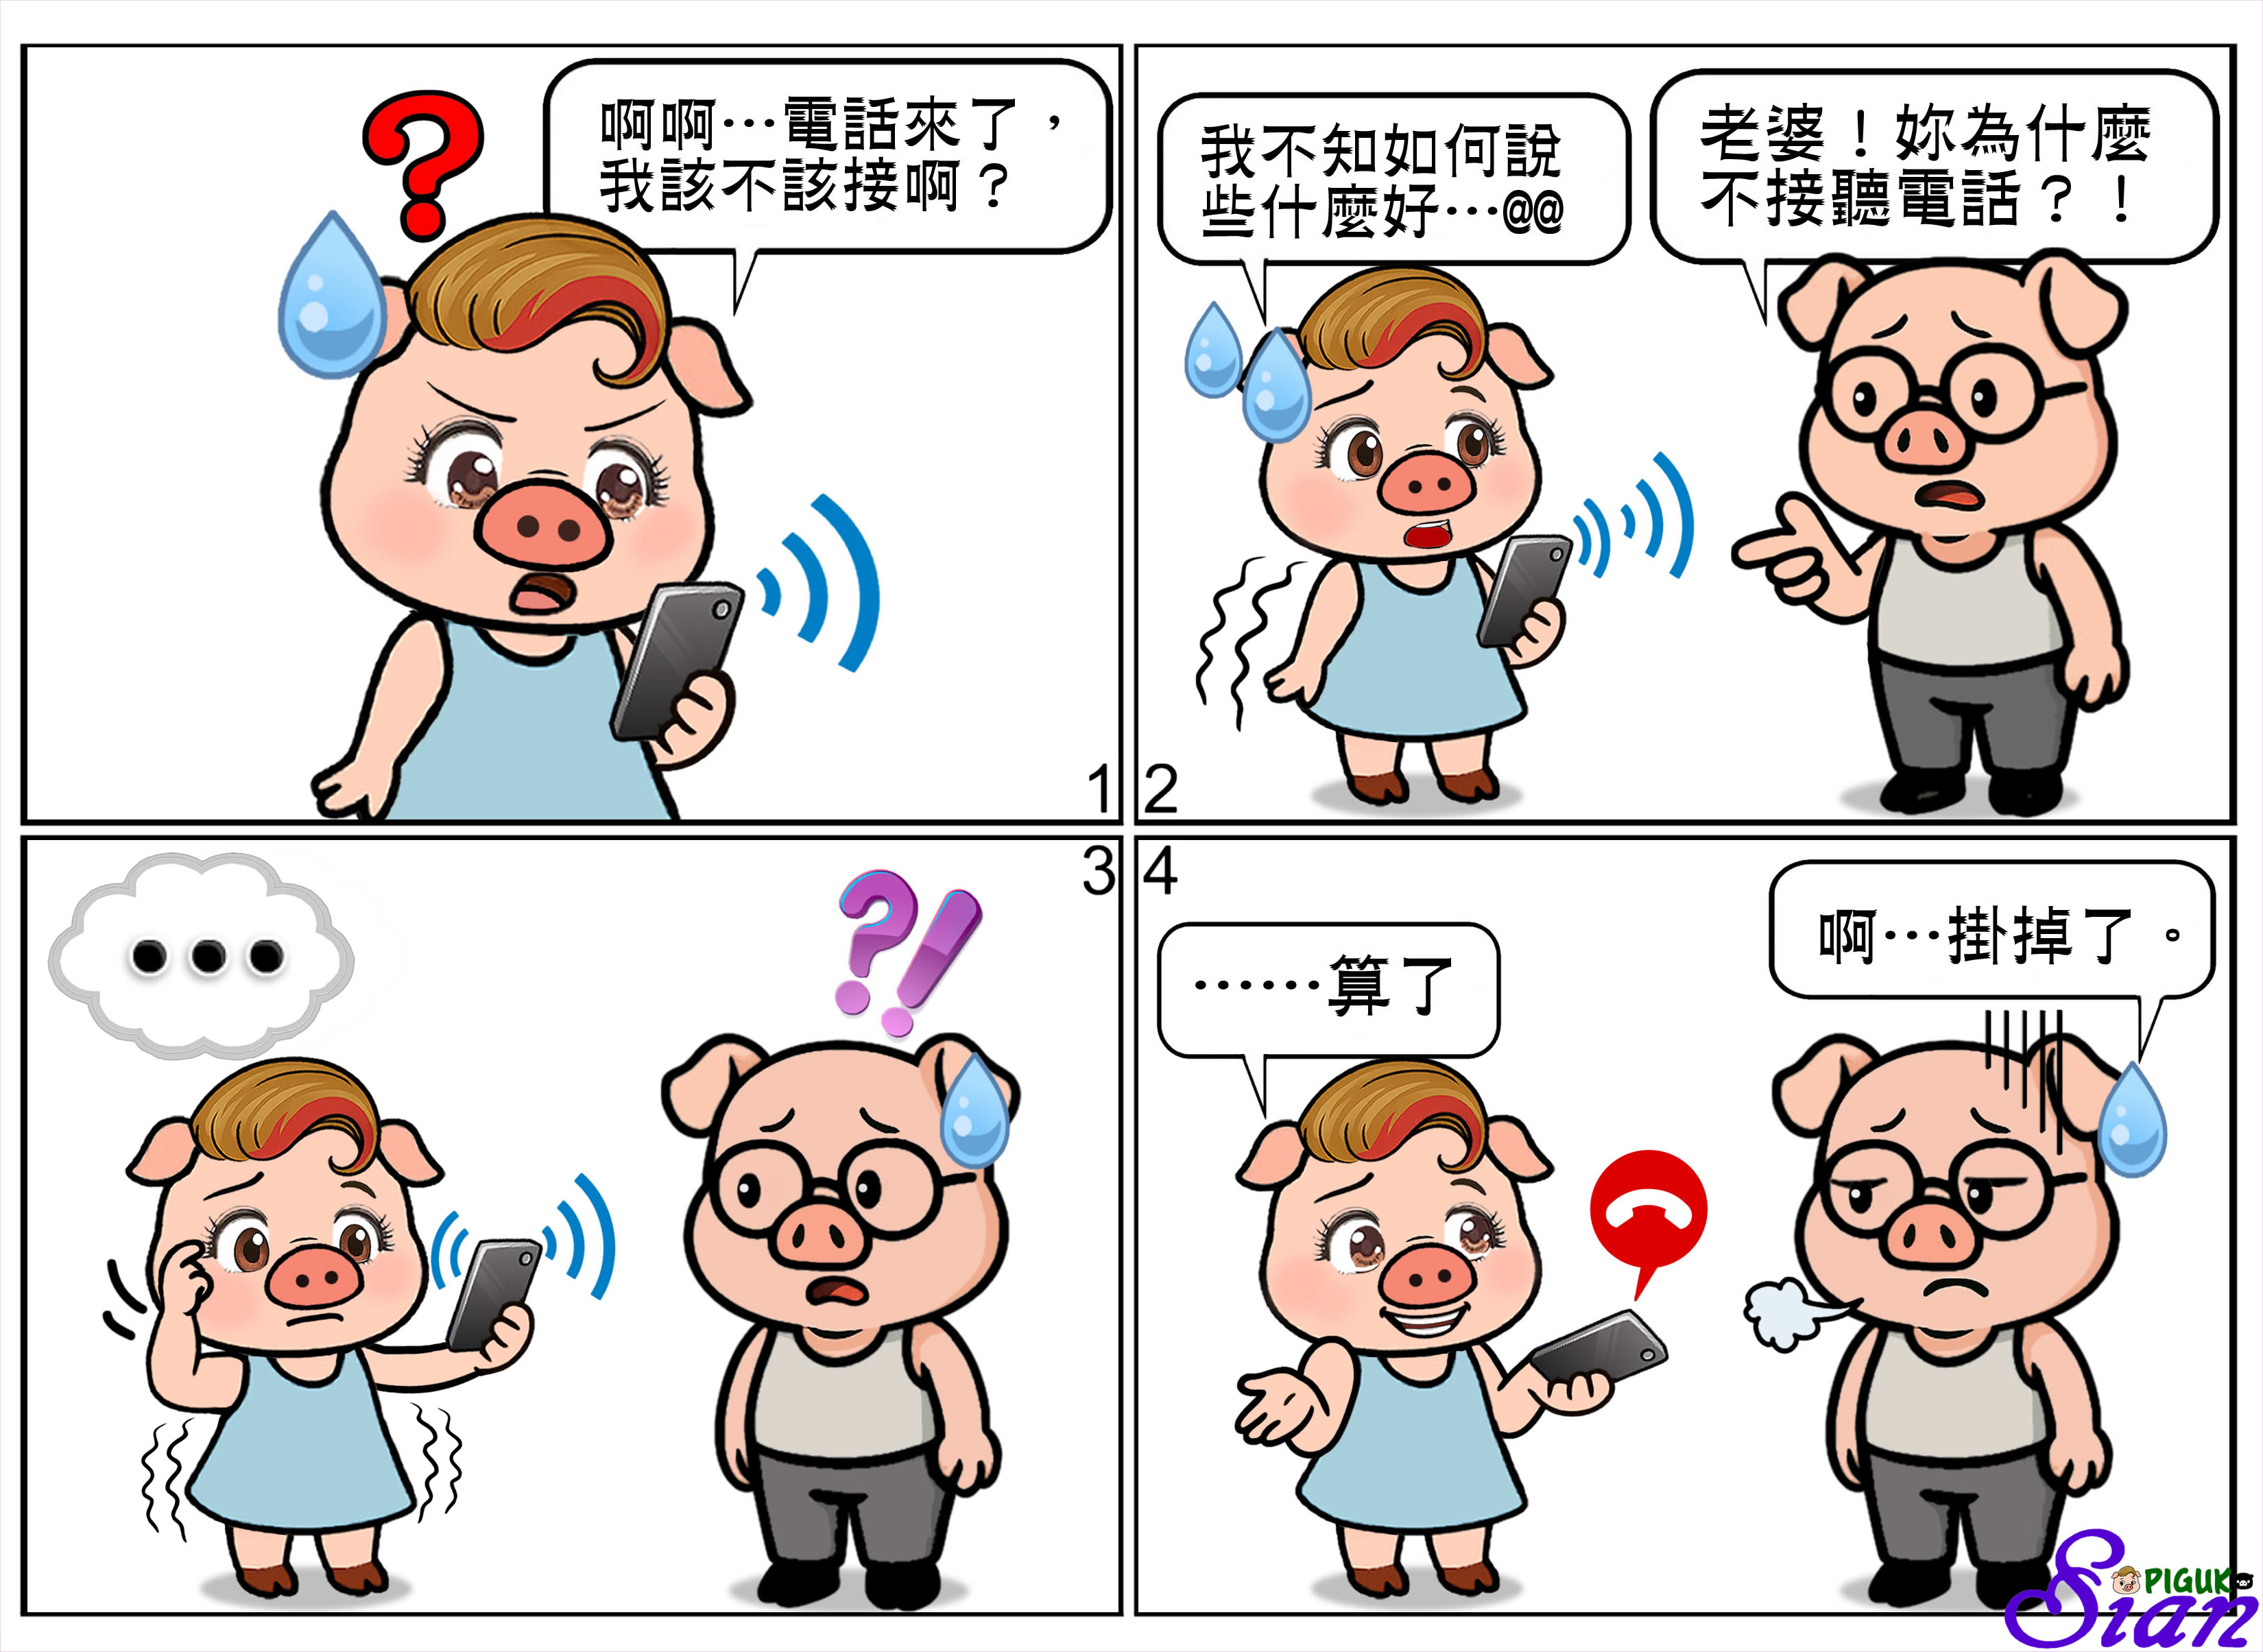 啊啊…電話來了，
我該不該接啊？
1
我不知如何說
些什麼好…@@
老婆！妳為什麼
不接聽電話？！
2
3
4
……算了
啊…掛掉了。
PIGUKO
Sian